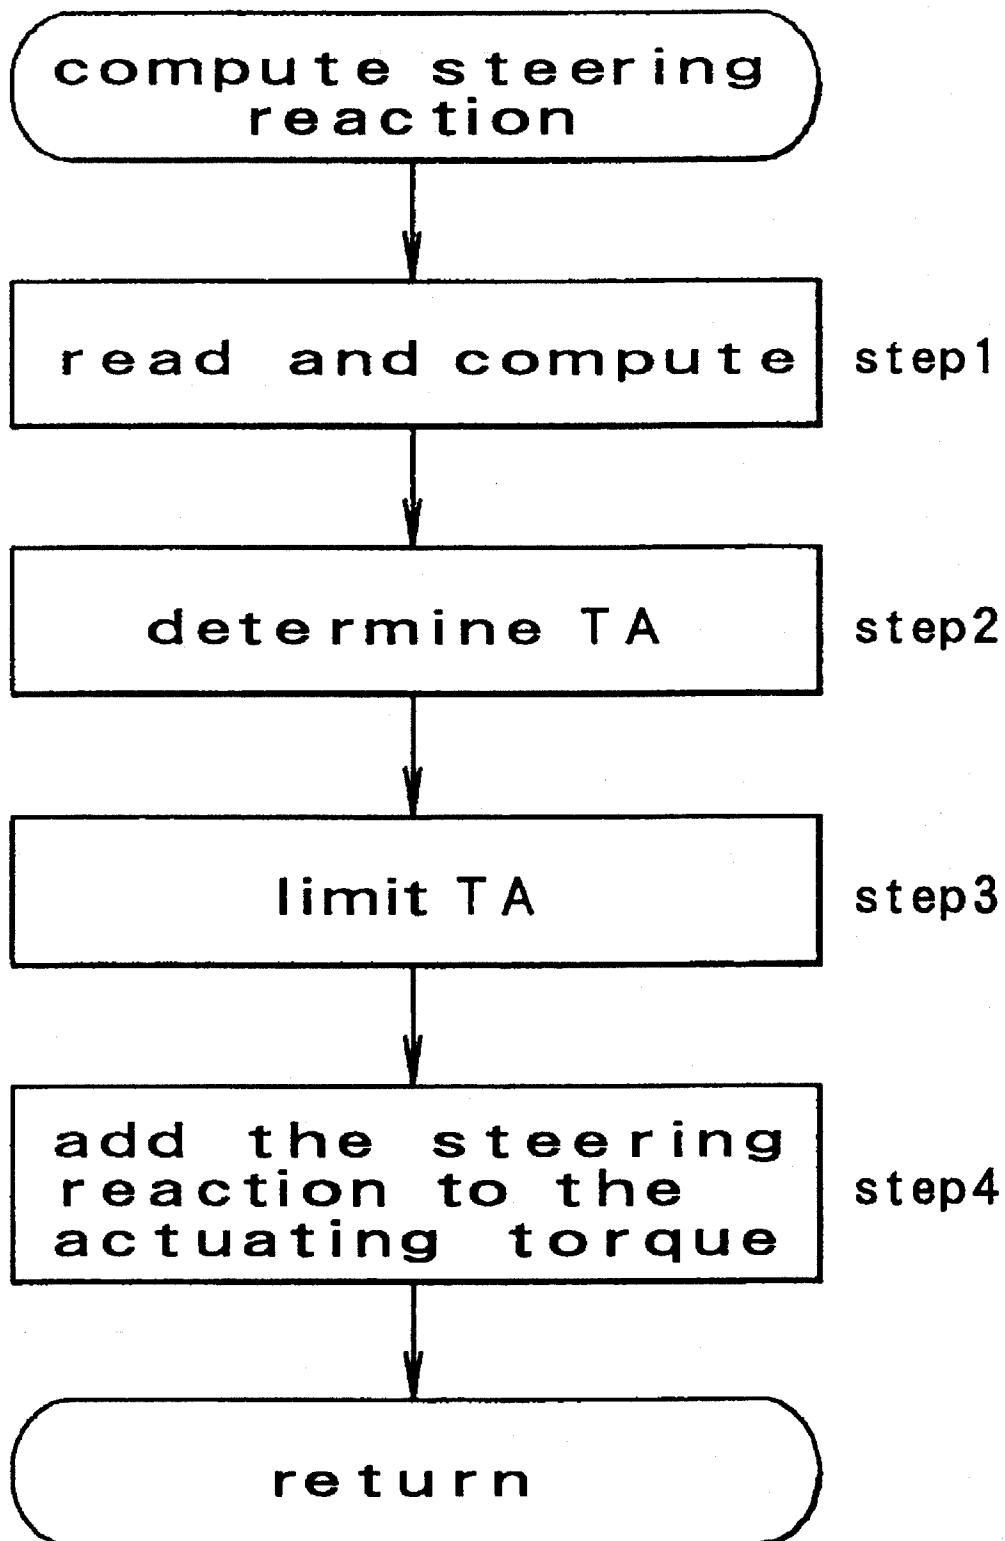 compute steering
reaction
read and compute
step1
determine TA
step2
limit TA
step3
add the steering
reaction to the
actuating torque
step4
return